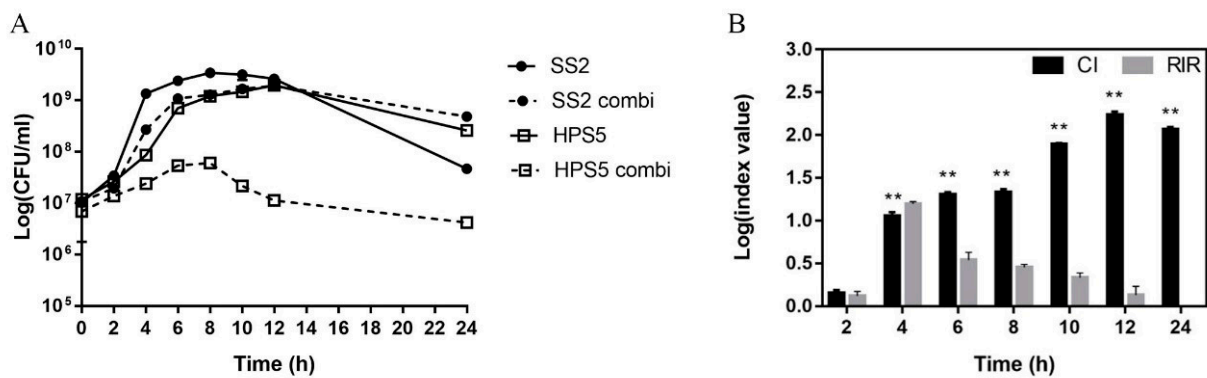 A
Log(CFU/ml)
10^10
10^9
10^8
10^7
10^6
10^5
0 2 4 6 8 10 12 14 16 18 20 22 24
Time (h)
SS2
SS2 combi
HPS5
HPS5 combi
B
Log(index value)
3.0
2.5
2.0
1.5
1.0
0.5
0.0
CI RIR
** ** ** ** ** **
2 4 6 8 10 12 24
Time (h)